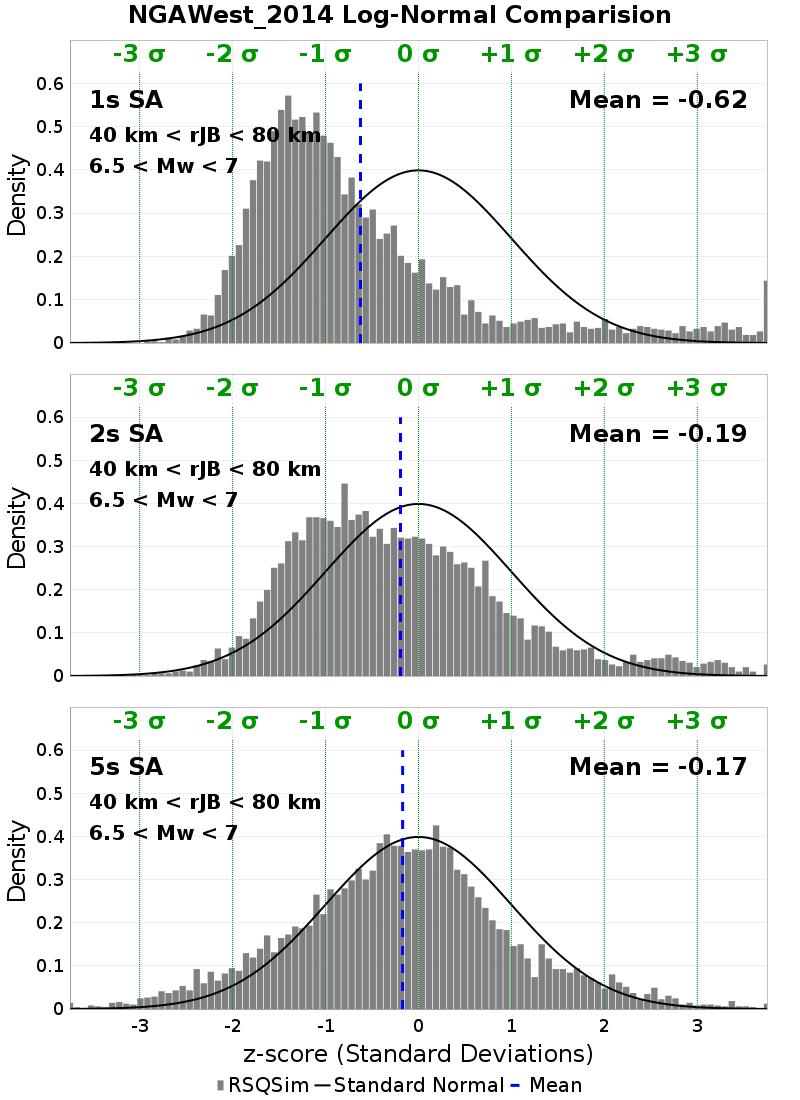 NGAWest_2014 Log-Normal Comparision
-3 σ -2 σ -1 σ 0 σ +1 σ +2 σ +3 σ
1s SA Mean = -0.62
40 km < rJB < 80 km
6.5 < Mw < 7
Density
0.6
0.5
0.4
0.3
0.2
0.1
0
-3 σ -2 σ -1 σ 0 σ +1 σ +2 σ +3 σ
2s SA Mean = -0.19
40 km < rJB < 80 km
6.5 < Mw < 7
Density
0.6
0.5
0.4
0.3
0.2
0.1
0
-3 σ -2 σ -1 σ 0 σ +1 σ +2 σ +3 σ
5s SA Mean = -0.17
40 km < rJB < 80 km
6.5 < Mw < 7
Density
0.6
0.5
0.4
0.3
0.2
0.1
0
-3 -2 -1 0 1 2 3
z-score (Standard Deviations)
RSQSim Standard Normal Mean